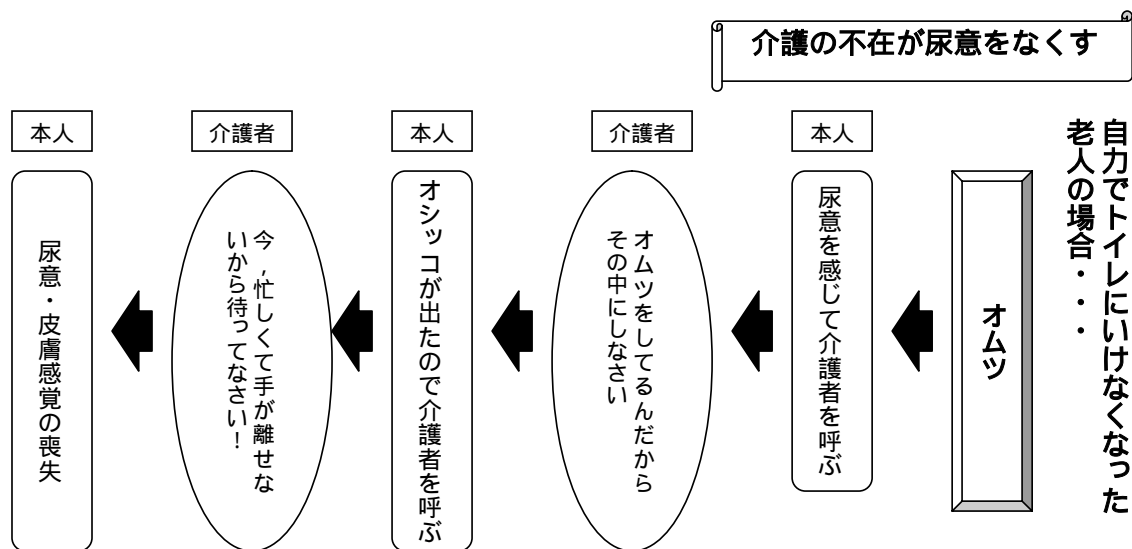 介護の不在が尿意をなくす
自力でトイレにいけなくなった
老人の場合・・・
オムツ
本人
尿意を感じて介護者を呼ぶ
介護者
オムツをしてるんだから
その中にしなさい
本人
オシッコが出たので介護者を呼ぶ
介護者
今，忙しくて手が離せな
いから待ってなさい！
本人
尿意・皮膚感覚の喪失